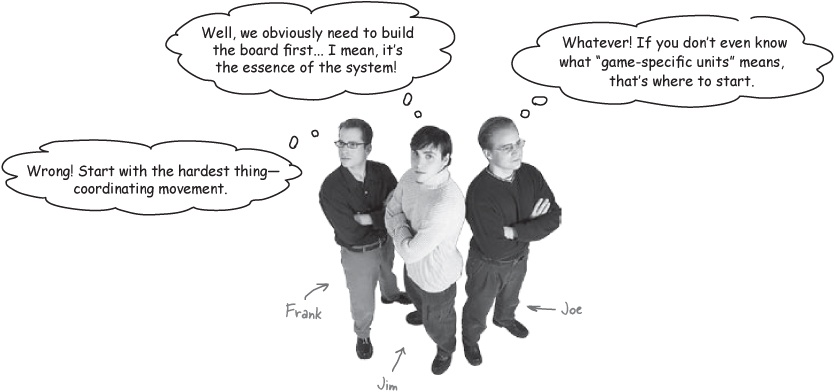 Well, we obviously need to build
the board first... I mean, it's
the essence of the system!
Whatever! If you don't even know
what “game-specific units” means,
that's where to start.
Wrong! Start with the hardest thing—
coordinating movement.
Frank
Joe
Jim